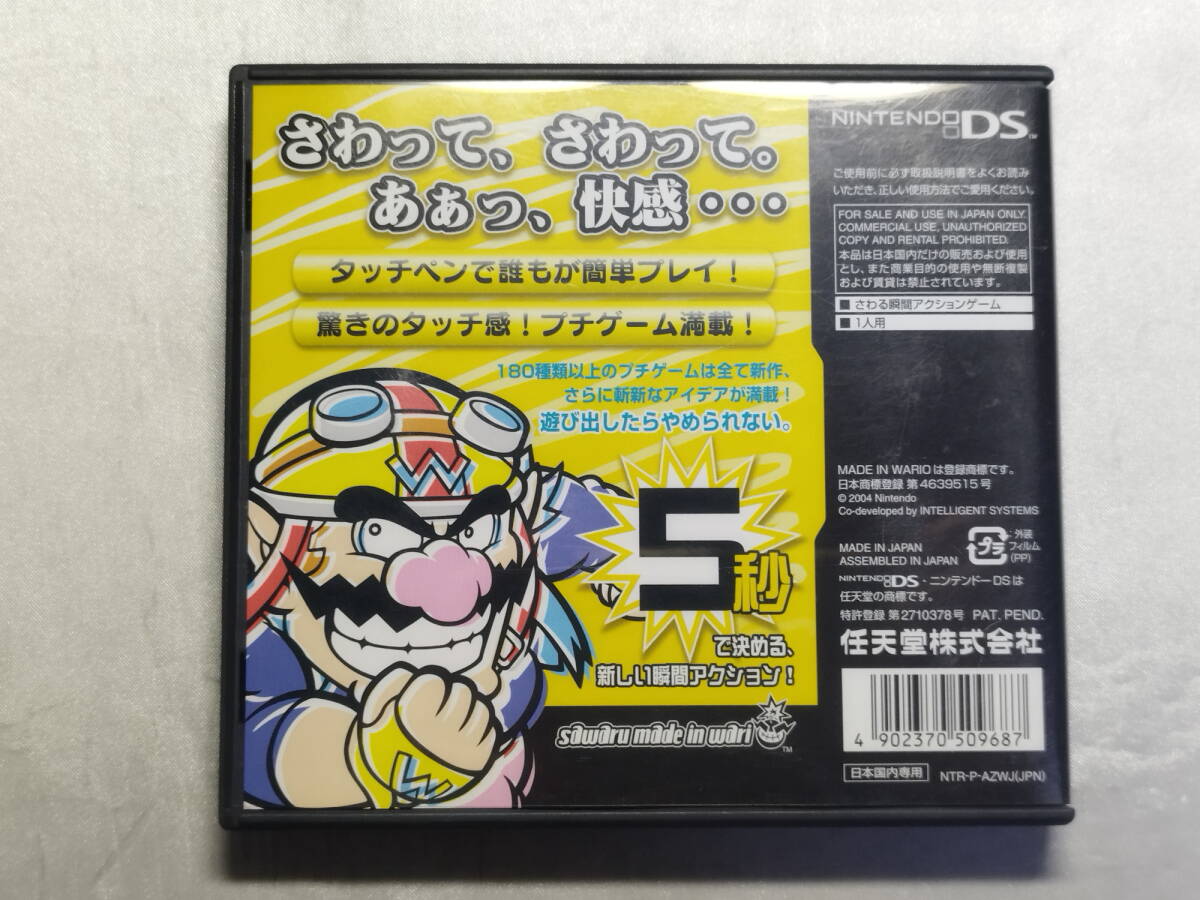 さわって、さわって。
あぁっ、快感・・・
タッチペンで誰もが簡単プレイ！
驚きのタッチ感！プチゲーム満載！
180種類以上のプチゲームは全て新作、
さらに斬新なアイデアが満載！
遊び出したらやめられない。
5秒
で決める、
新しい瞬間アクション！
W
W
sawaru made in wari
TM
NINTENDO DS TM
ご使用前に必ず取扱説明書をよくお読み
いただき、正しい使用方法でご愛用ください。
FOR SALE AND USE IN JAPAN ONLY.
COMMERCIAL USE, UNAUTHORIZED
COPY AND RENTAL PROHIBITED.
本品は日本国内だけの販売および使用
とし、また商業目的の使用や無断複製
および賃貸は禁止されています。
■ さわる瞬間アクションゲーム
■ 1人用
MADE IN WARIOは登録商標です。
日本商標登録 第4639515号
© 2004 Nintendo
Co-developed by INTELLIGENT SYSTEMS
MADE IN JAPAN
ASSEMBLED IN JAPAN
プラ
:外装
フィルム
(PP)
NINTENDO DS・ニンテンドーDSは
任天堂の商標です。
特許登録 第2710378号 PAT. PEND.
任天堂株式会社
4 902370 509687
日本国内専用
NTR-P-AZWJ(JPN)